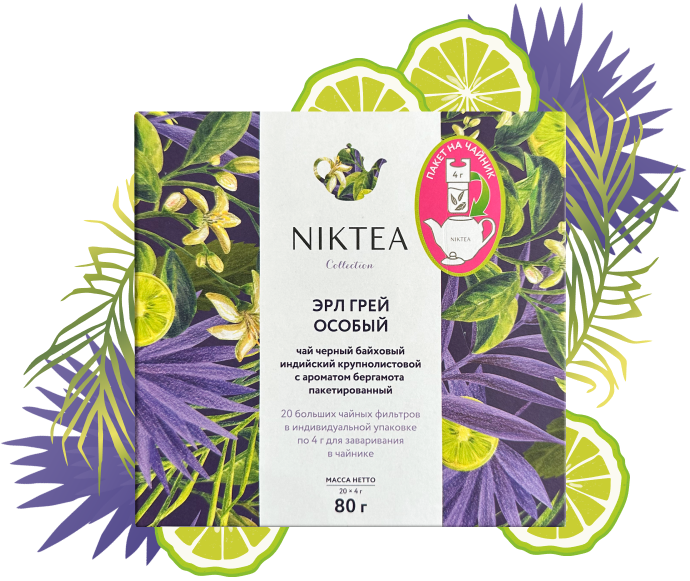 ПАКЕТ НА ЧАЙНИК
4 г
NIKTEA
NIKTEA
Collection
ЭРЛ ГРЕЙ
ОСОБЫЙ
чай черный байховый
индийский крупнолистовой
с ароматом бергамота
пакетированный
20 больших чайных фильтров
в индивидуальной упаковке
по 4 г для заваривания
в чайнике
МАССА НЕТТО
20 × 4 г
80 г